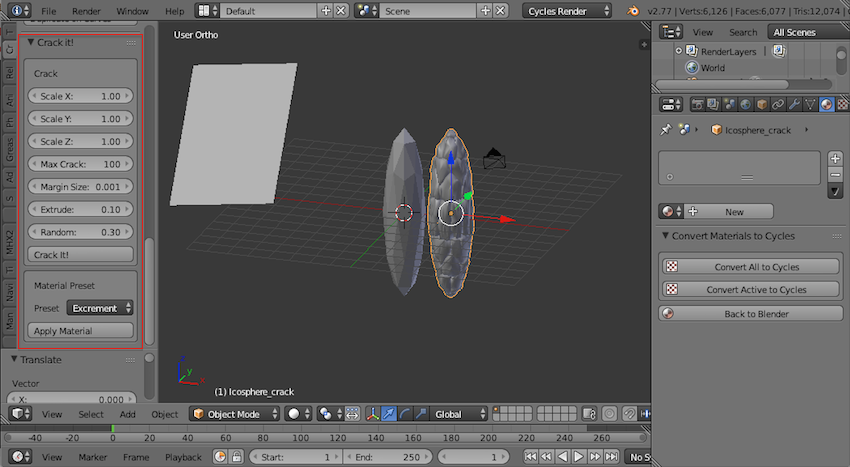 File Render Window Help Default Scene Cycles Render v2.77 | Verts:6,126 | Faces:6,077 | Tris:12,074 |
Crack it!
Crack
Scale X: 1.00
Scale Y: 1.00
Scale Z: 1.00
Max Crack: 100
Margin Size: 0.001
Extrude: 0.10
Random: 0.30
Crack It!
Material Preset
Preset Excrement
Apply Material
Translate
Vector
X: 0.000
T
Cr
Rel
Ani
Ph
Greas
Ad
S
MHX2
TI
Navi
Man
User Ortho
z
y
x
(1) Icosphere_crack
View Select Add Object Object Mode Global
-40 -20 0 20 40 60 80 100 120 140 160 180 200 220 240 260
View Marker Frame Playback Start: 1 End: 250 1 No Sy
View Search All Scenes
RenderLayers
World
Icosphere_crack
New
Convert Materials to Cycles
Convert All to Cycles
Convert Active to Cycles
Back to Blender